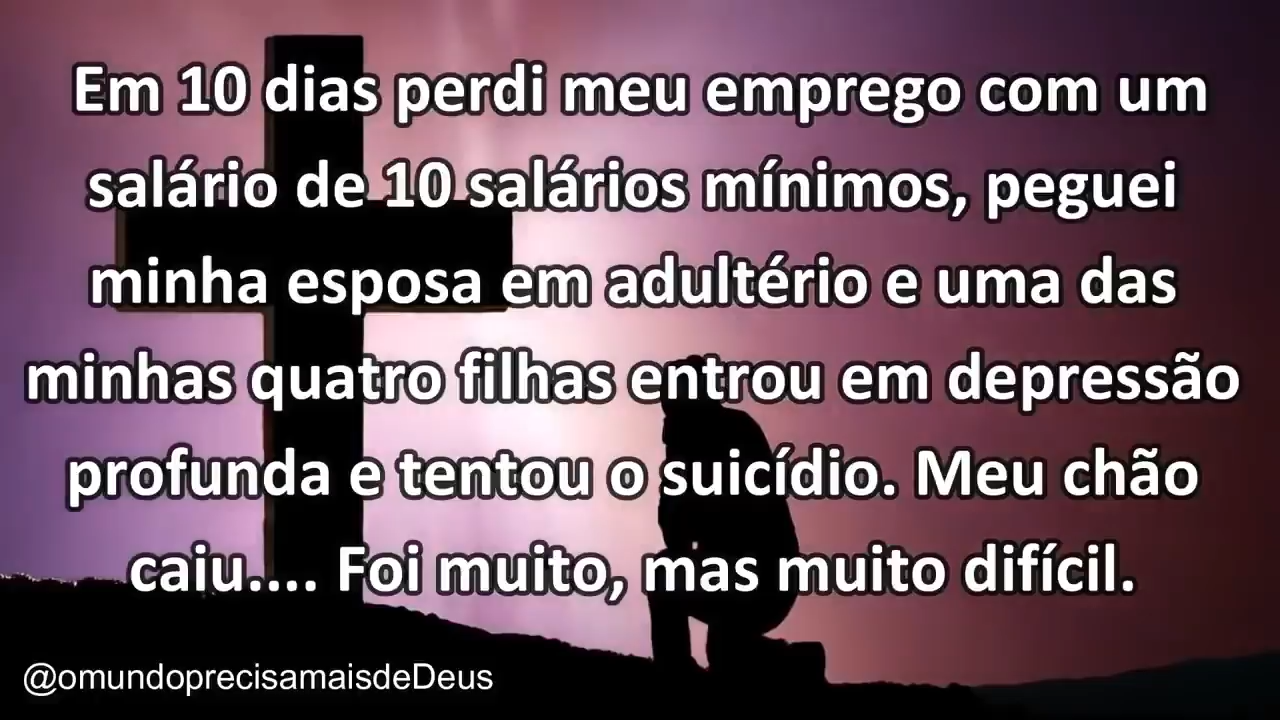 Em 10 dias perdi meu emprego com um
salário de 10 salários mínimos, peguei
minha esposa em adultério e uma das
minhas quatro filhas entrou em depressão
profunda e tentou o suicídio. Meu chão
caiu.... Foi muito, mas muito difícil.
@omundoprecisamaisdeDeus